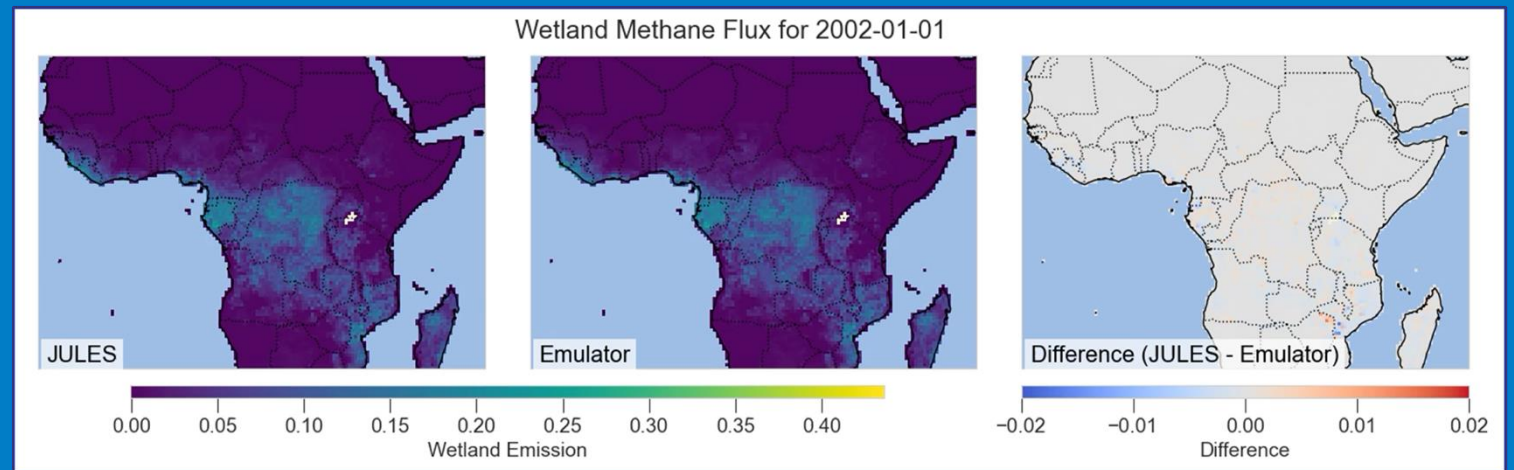 Wetland Methane Flux for 2002-01-01
JULES
Emulator
Difference (JULES - Emulator)
0.00 0.05 0.10 0.15 0.20 0.25 0.30 0.35 0.40
Wetland Emission
−0.02 −0.01 0.00 0.01 0.02
Difference